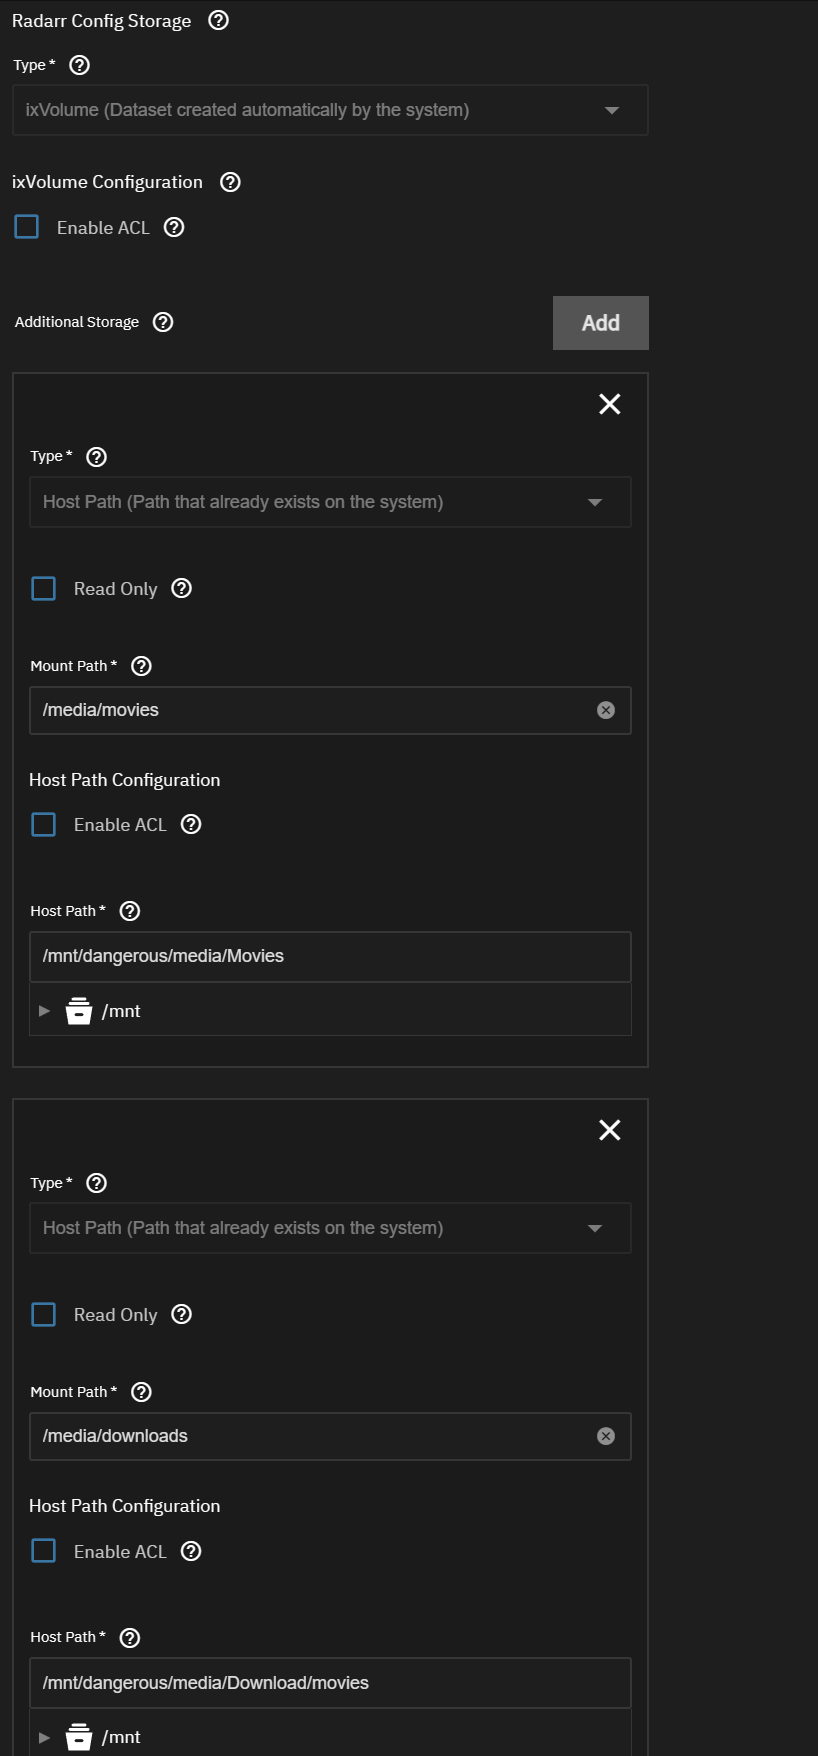 Radarr Config Storage
Type *
ixVolume (Dataset created automatically by the system)
ixVolume Configuration
Enable ACL
Additional Storage
Add
Type *
Host Path (Path that already exists on the system)
Read Only
Mount Path *
/media/movies
Host Path Configuration
Enable ACL
Host Path *
/mnt/dangerous/media/Movies
/mnt
Type *
Host Path (Path that already exists on the system)
Read Only
Mount Path *
/media/downloads
Host Path Configuration
Enable ACL
Host Path *
/mnt/dangerous/media/Download/movies
/mnt